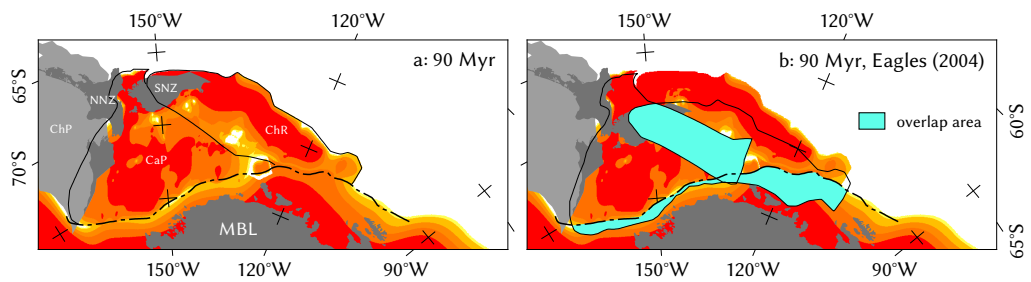 150°W
120°W
150°W
120°W
a: 90 Myr
b: 90 Myr, Eagles (2004)
65°S
70°S
NNZ
SNZ
ChP
ChR
CaP
MBL
overlap area
60°S
65°S
150°W
120°W
90°W
150°W
120°W
90°W